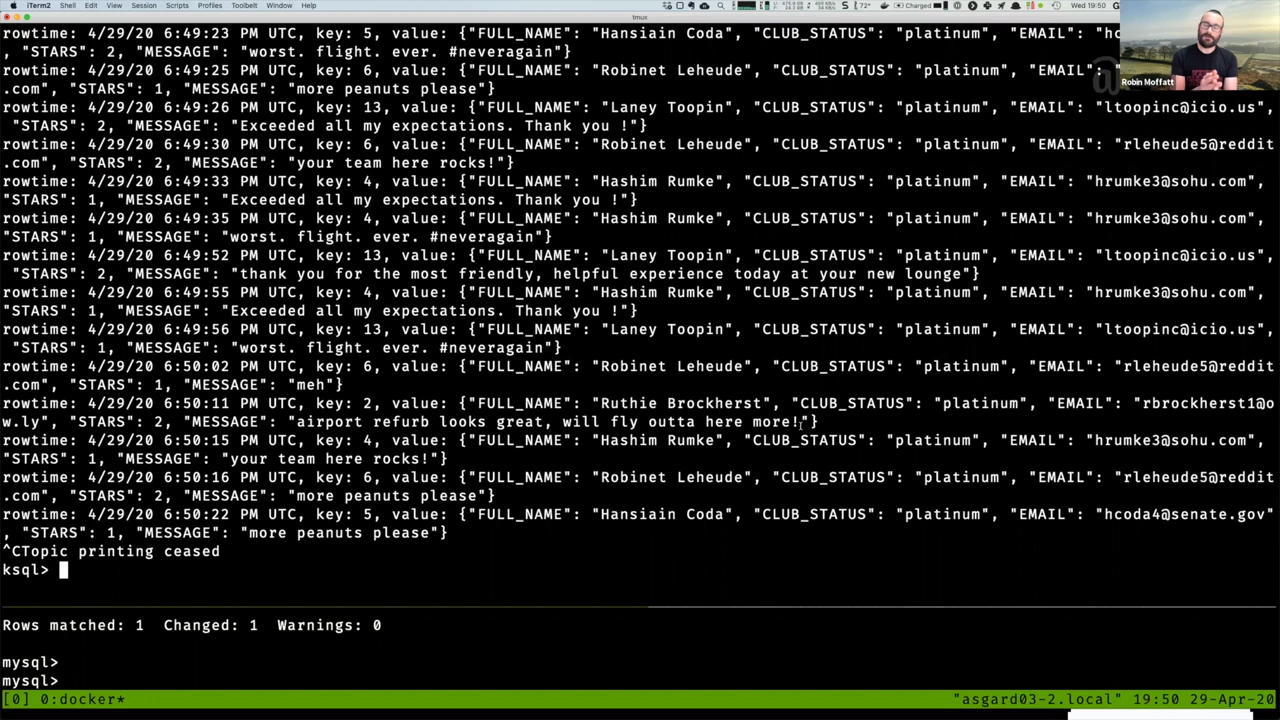 iTerm2 Shell Edit View Session Scripts Profiles Toolbelt Window Help
72° Charged Wed 19:50
tmux
rowtime: 4/29/20 6:49:23 PM UTC, key: 5, value: {"FULL_NAME": "Hansiain Coda", "CLUB_STATUS": "platinum", "EMAIL": "hc
, "STARS": 2, "MESSAGE": "worst. flight. ever. #neveragain"}
rowtime: 4/29/20 6:49:25 PM UTC, key: 6, value: {"FULL_NAME": "Robinet Leheude", "CLUB_STATUS": "platinum", "EMAIL":
.com", "STARS": 1, "MESSAGE": "more peanuts please"}
Robin Moffatt
rowtime: 4/29/20 6:49:26 PM UTC, key: 13, value: {"FULL_NAME": "Laney Toopin", "CLUB_STATUS": "platinum", "EMAIL": "ltoopinc@icio.us",
"STARS": 2, "MESSAGE": "Exceeded all my expectations. Thank you !"}
rowtime: 4/29/20 6:49:30 PM UTC, key: 6, value: {"FULL_NAME": "Robinet Leheude", "CLUB_STATUS": "platinum", "EMAIL": "rleheude5@reddit
.com", "STARS": 2, "MESSAGE": "your team here rocks!"}
rowtime: 4/29/20 6:49:33 PM UTC, key: 4, value: {"FULL_NAME": "Hashim Rumke", "CLUB_STATUS": "platinum", "EMAIL": "hrumke3@sohu.com",
"STARS": 1, "MESSAGE": "Exceeded all my expectations. Thank you !"}
rowtime: 4/29/20 6:49:35 PM UTC, key: 4, value: {"FULL_NAME": "Hashim Rumke", "CLUB_STATUS": "platinum", "EMAIL": "hrumke3@sohu.com",
"STARS": 1, "MESSAGE": "worst. flight. ever. #neveragain"}
rowtime: 4/29/20 6:49:52 PM UTC, key: 13, value: {"FULL_NAME": "Laney Toopin", "CLUB_STATUS": "platinum", "EMAIL": "ltoopinc@icio.us",
"STARS": 2, "MESSAGE": "thank you for the most friendly, helpful experience today at your new lounge"}
rowtime: 4/29/20 6:49:55 PM UTC, key: 4, value: {"FULL_NAME": "Hashim Rumke", "CLUB_STATUS": "platinum", "EMAIL": "hrumke3@sohu.com",
"STARS": 1, "MESSAGE": "Exceeded all my expectations. Thank you !"}
rowtime: 4/29/20 6:49:56 PM UTC, key: 13, value: {"FULL_NAME": "Laney Toopin", "CLUB_STATUS": "platinum", "EMAIL": "ltoopinc@icio.us",
"STARS": 1, "MESSAGE": "worst. flight. ever. #neveragain"}
rowtime: 4/29/20 6:50:02 PM UTC, key: 6, value: {"FULL_NAME": "Robinet Leheude", "CLUB_STATUS": "platinum", "EMAIL": "rleheude5@reddit
.com", "STARS": 1, "MESSAGE": "meh"}
rowtime: 4/29/20 6:50:11 PM UTC, key: 2, value: {"FULL_NAME": "Ruthie Brockherst", "CLUB_STATUS": "platinum", "EMAIL": "rbrockherst1@o
w.ly", "STARS": 2, "MESSAGE": "airport refurb looks great, will fly outta here more!"}
rowtime: 4/29/20 6:50:15 PM UTC, key: 4, value: {"FULL_NAME": "Hashim Rumke", "CLUB_STATUS": "platinum", "EMAIL": "hrumke3@sohu.com",
"STARS": 1, "MESSAGE": "your team here rocks!"}
rowtime: 4/29/20 6:50:16 PM UTC, key: 6, value: {"FULL_NAME": "Robinet Leheude", "CLUB_STATUS": "platinum", "EMAIL": "rleheude5@reddit
.com", "STARS": 2, "MESSAGE": "more peanuts please"}
rowtime: 4/29/20 6:50:22 PM UTC, key: 5, value: {"FULL_NAME": "Hansiain Coda", "CLUB_STATUS": "platinum", "EMAIL": "hcoda4@senate.gov"
, "STARS": 1, "MESSAGE": "more peanuts please"}
^CTopic printing ceased
ksql>
Rows matched: 1 Changed: 1 Warnings: 0
mysql>
mysql>
[0] 0:docker* "asgard03-2.local" 19:50 29-Apr-20